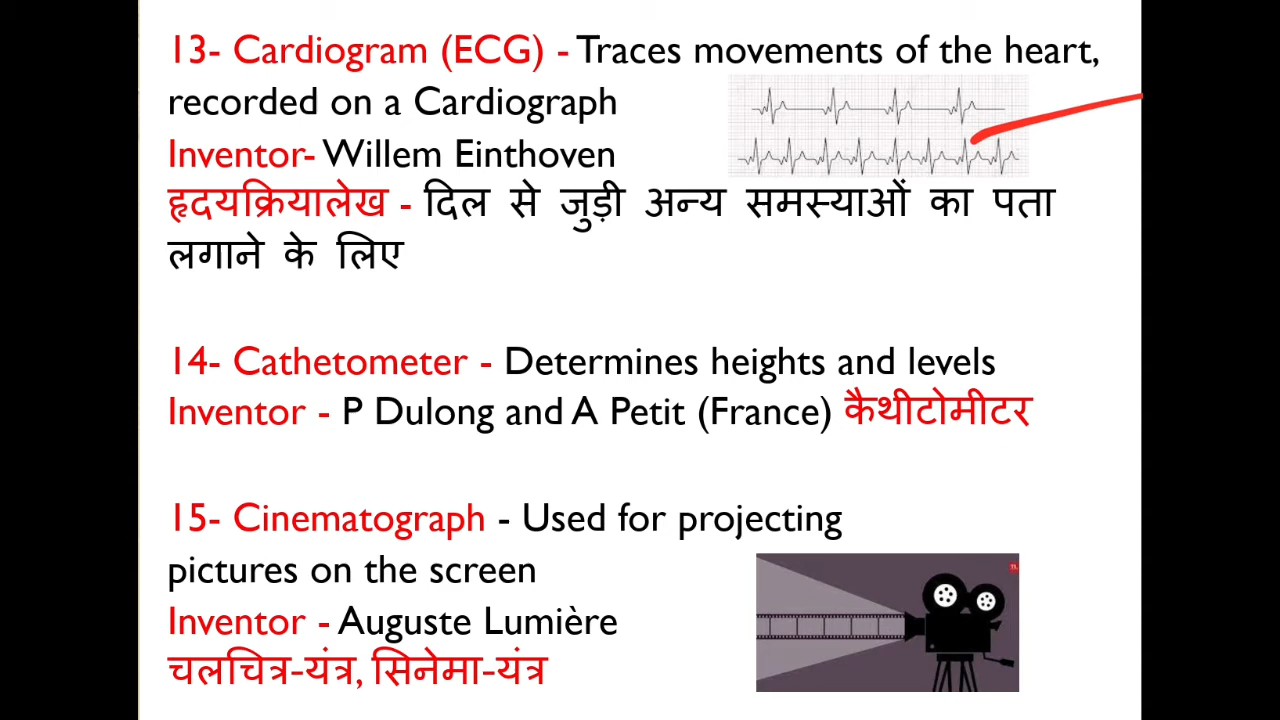 13- Cardiogram (ECG) - Traces movements of the heart,
recorded on a Cardiograph
Inventor- Willem Einthoven
हृदयक्रियालेख - दिल से जुड़ी अन्य समस्याओं का पता
लगाने के लिए
14- Cathetometer - Determines heights and levels
Inventor - P Dulong and A Petit (France) कैथीटोमीटर
15- Cinematograph - Used for projecting
pictures on the screen
Inventor - Auguste Lumière
चलचित्र-यंत्र, सिनेमा-यंत्र